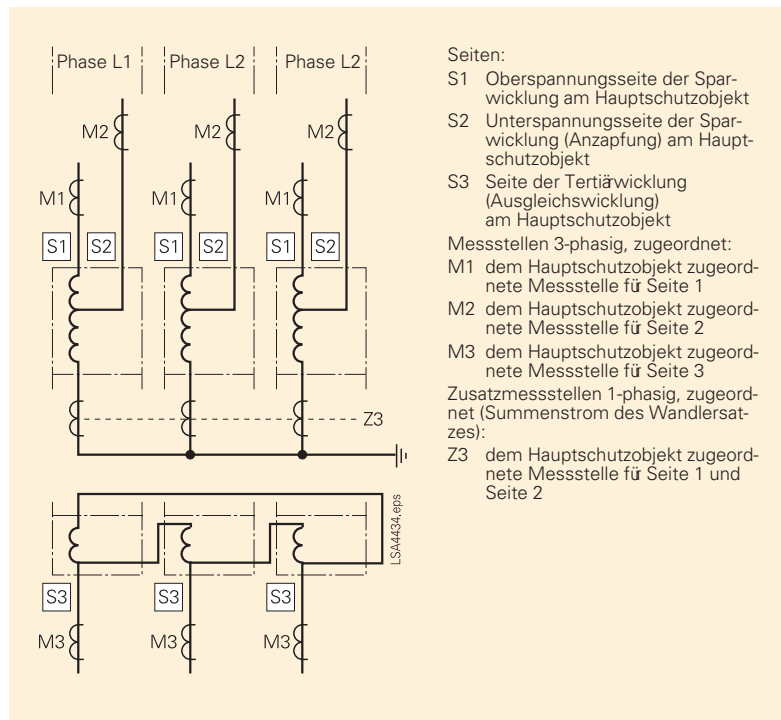 Phase L1 Phase L2 Phase L2
M2 M2 M2
M1 M1 M1
S1 S2 S1 S2 S1 S2
Z3
LSA4434.eps
S3 S3 S3
M3 M3 M3
Seiten:
S1 Oberspannungsseite der Spar-
wicklung am Hauptschutzobjekt
S2 Unterspannungsseite der Spar-
wicklung (Anzapfung) am Haupt-
schutzobjekt
S3 Seite der Tertiärwicklung
(Ausgleichswicklung)
am Hauptschutzobjekt
Messstellen 3-phasig, zugeordnet:
M1 dem Hauptschutzobjekt zugeord-
nete Messstelle für Seite 1
M2 dem Hauptschutzobjekt zugeord-
nete Messstelle für Seite 2
M3 dem Hauptschutzobjekt zugeord-
nete Messstelle für Seite 3
Zusatzmessstellen 1-phasig, zugeord-
net (Summenstrom des Wandlersat-
zes):
Z3 dem Hauptschutzobjekt zugeord-
nete Messstelle für Seite 1 und
Seite 2